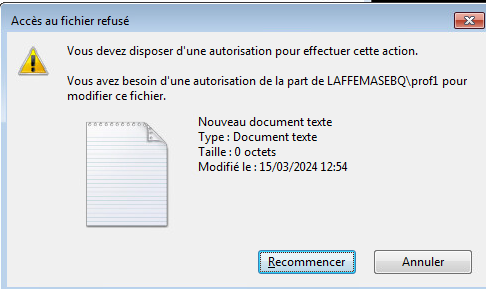 Accès au fichier refusé
Vous devez disposer d'une autorisation pour effectuer cette action.
Vous avez besoin d'une autorisation de la part de LAFFEMASEBQ\prof1 pour
modifier ce fichier.
Nouveau document texte
Type : Document texte
Taille : 0 octets
Modifié le : 15/03/2024 12:54
Recommencer
Annuler